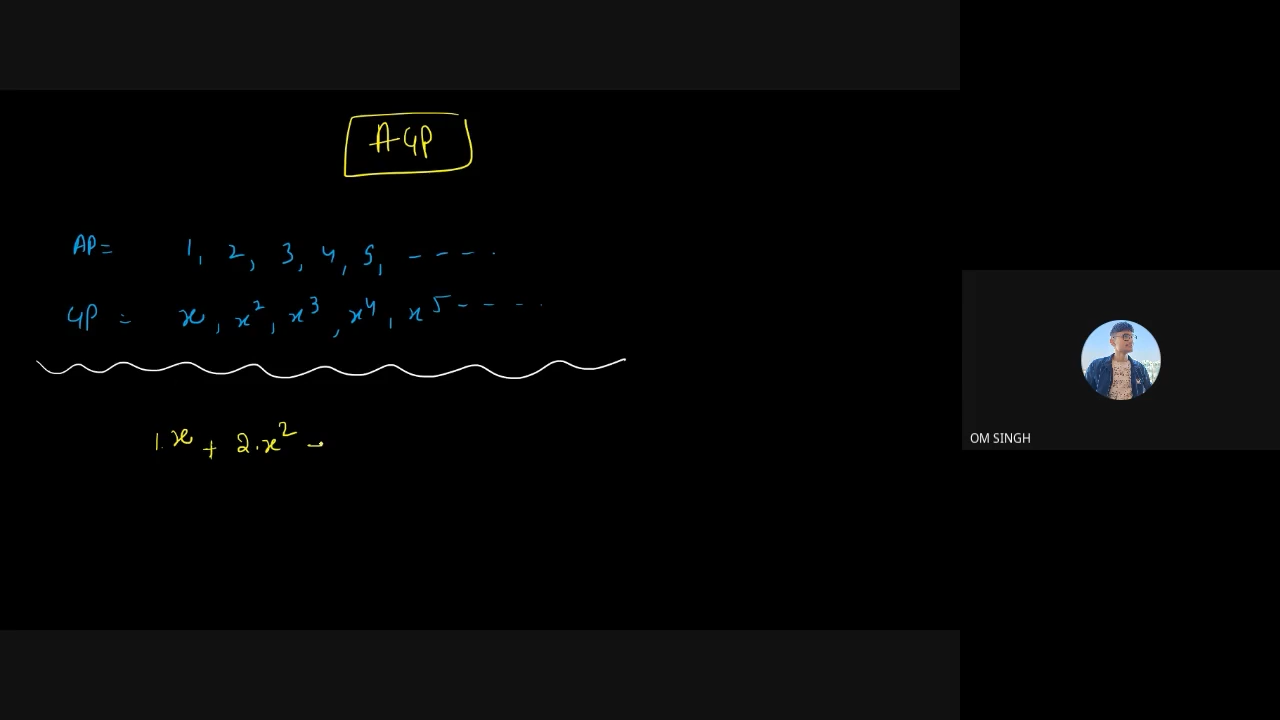 AGP
AP= 1, 2, 3, 4, 5, - - - - .
GP = x, x², x³, x⁴, x⁵ - - - - .
1.x + 2.x² -
OM SINGH